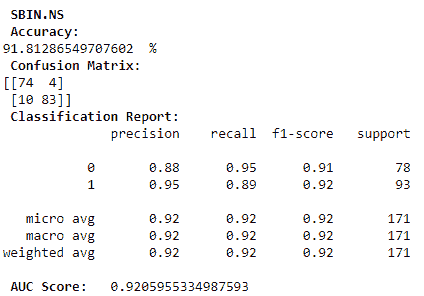 SBIN.NS
Accuracy:
91.81286549707602 %
Confusion Matrix:
[[74 4]
[10 83]]
Classification Report:
precision recall f1-score support
0 0.88 0.95 0.91 78
1 0.95 0.89 0.92 93
micro avg 0.92 0.92 0.92 171
macro avg 0.92 0.92 0.92 171
weighted avg 0.92 0.92 0.92 171
AUC Score: 0.9205955334987593